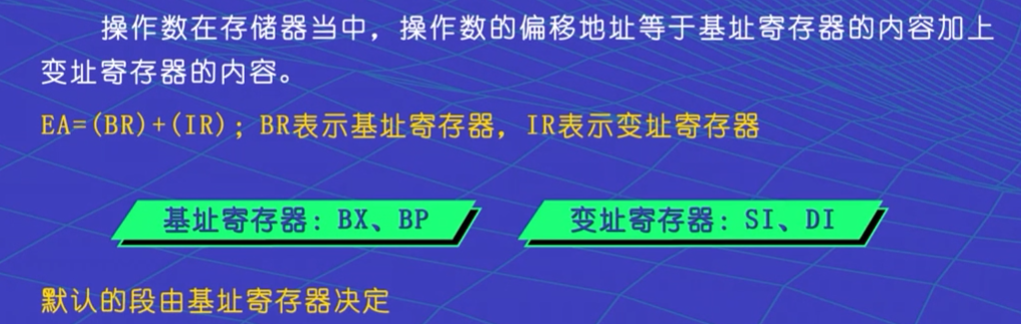 操作数在存储器当中，操作数的偏移地址等于基址寄存器的内容加上
变址寄存器的内容。
EA=(BR)+(IR)；BR表示基址寄存器，IR表示变址寄存器
基址寄存器：BX、BP
变址寄存器：SI、DI
默认的段由基址寄存器决定